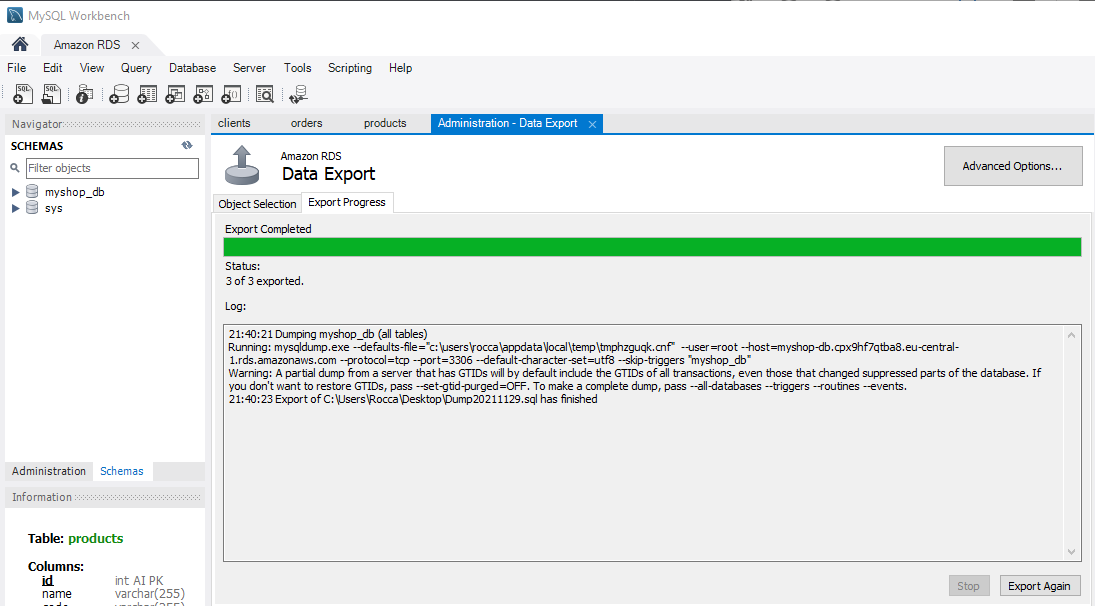 MySQL Workbench
Amazon RDS
File Edit View Query Database Server Tools Scripting Help
Navigator
SCHEMAS
Filter objects
myshop_db
sys
Administration Schemas
Information
Table: products
Columns:
id int AI PK
name varchar(255)
code varchar(255)
clients orders products Administration - Data Export
Amazon RDS
Data Export
Advanced Options...
Object Selection Export Progress
Export Completed
Status:
3 of 3 exported.
Log:
21:40:21 Dumping myshop_db (all tables)
Running: mysqldump.exe --defaults-file="c:\users\rocca\appdata\local\temp\tmphzguqk.cnf" --user=root --host=myshop-db.cpx9hf7qtba8.eu-central-
1.rds.amazonaws.com --protocol=tcp --port=3306 --default-character-set=utf8 --skip-triggers "myshop_db"
Warning: A partial dump from a server that has GTIDs will by default include the GTIDs of all transactions, even those that changed suppressed parts of the database. If
you don't want to restore GTIDs, pass --set-gtid-purged=OFF. To make a complete dump, pass --all-databases --triggers --routines --events.
21:40:23 Export of C:\Users\Rocca\Desktop\Dump20211129.sql has finished
Stop Export Again